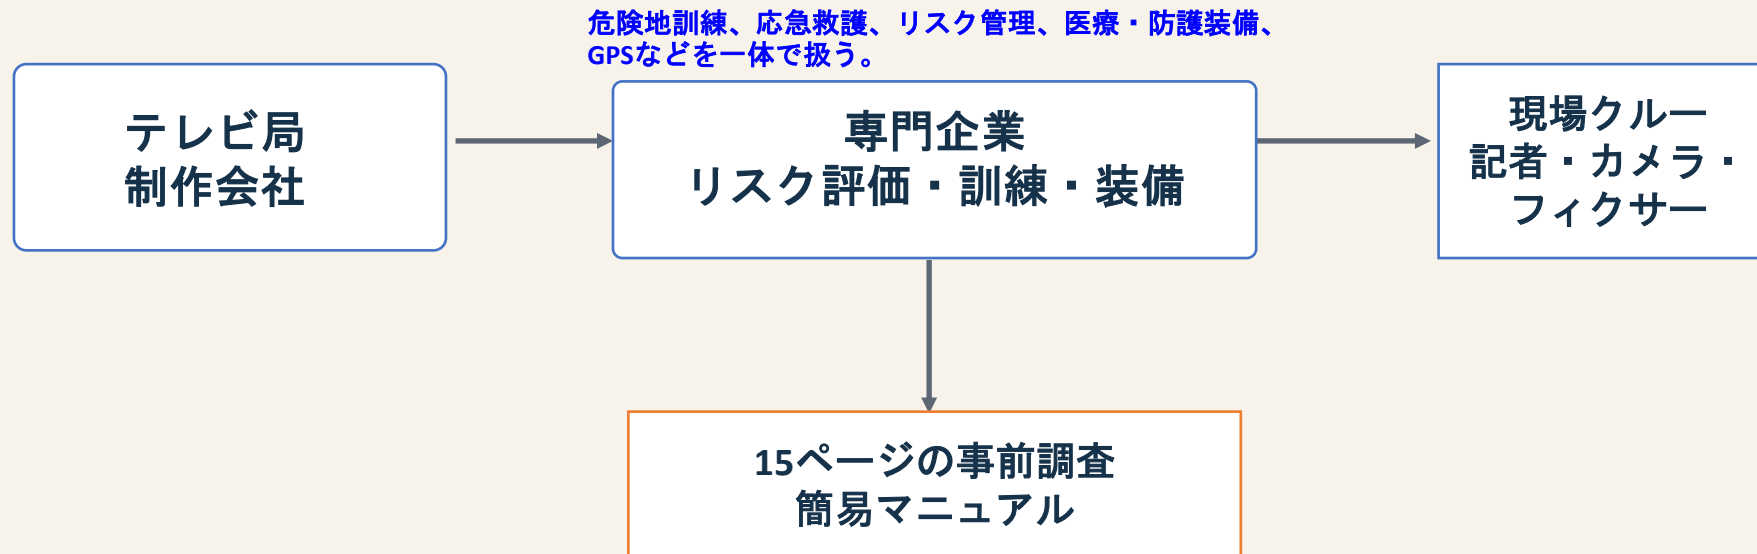 危険地訓練、応急救護、リスク管理、医療・防護装備、
GPSなどを一体で扱う。
テレビ局
制作会社
専門企業
リスク評価・訓練・装備
現場クルー
記者・カメラ・
フィクサー
15ページの事前調査
簡易マニュアル